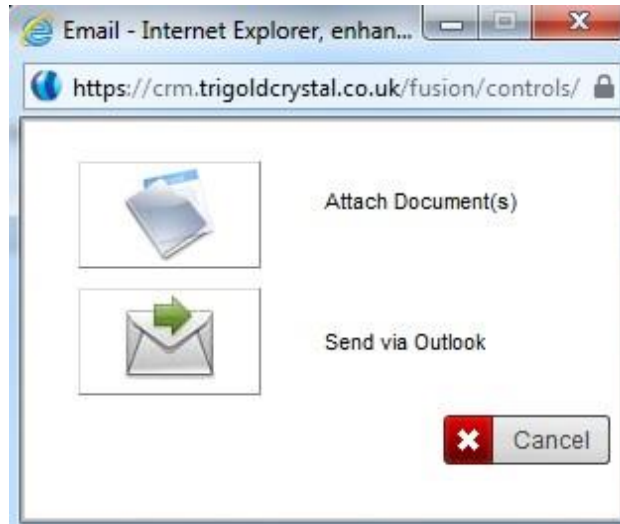 Email - Internet Explorer, enhan...
https://crm.trigoldcrystal.co.uk/fusion/controls/
Attach Document(s)
Send via Outlook
Cancel